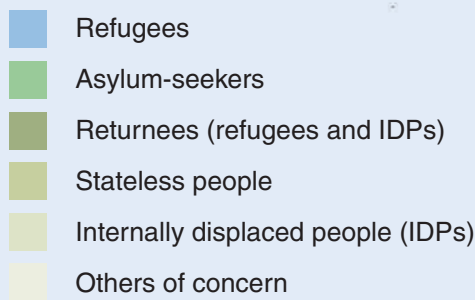 Refugees
Asylum-seekers
Returnees (refugees and IDPs)
Stateless people
Internally displaced people (IDPs)
Others of concern